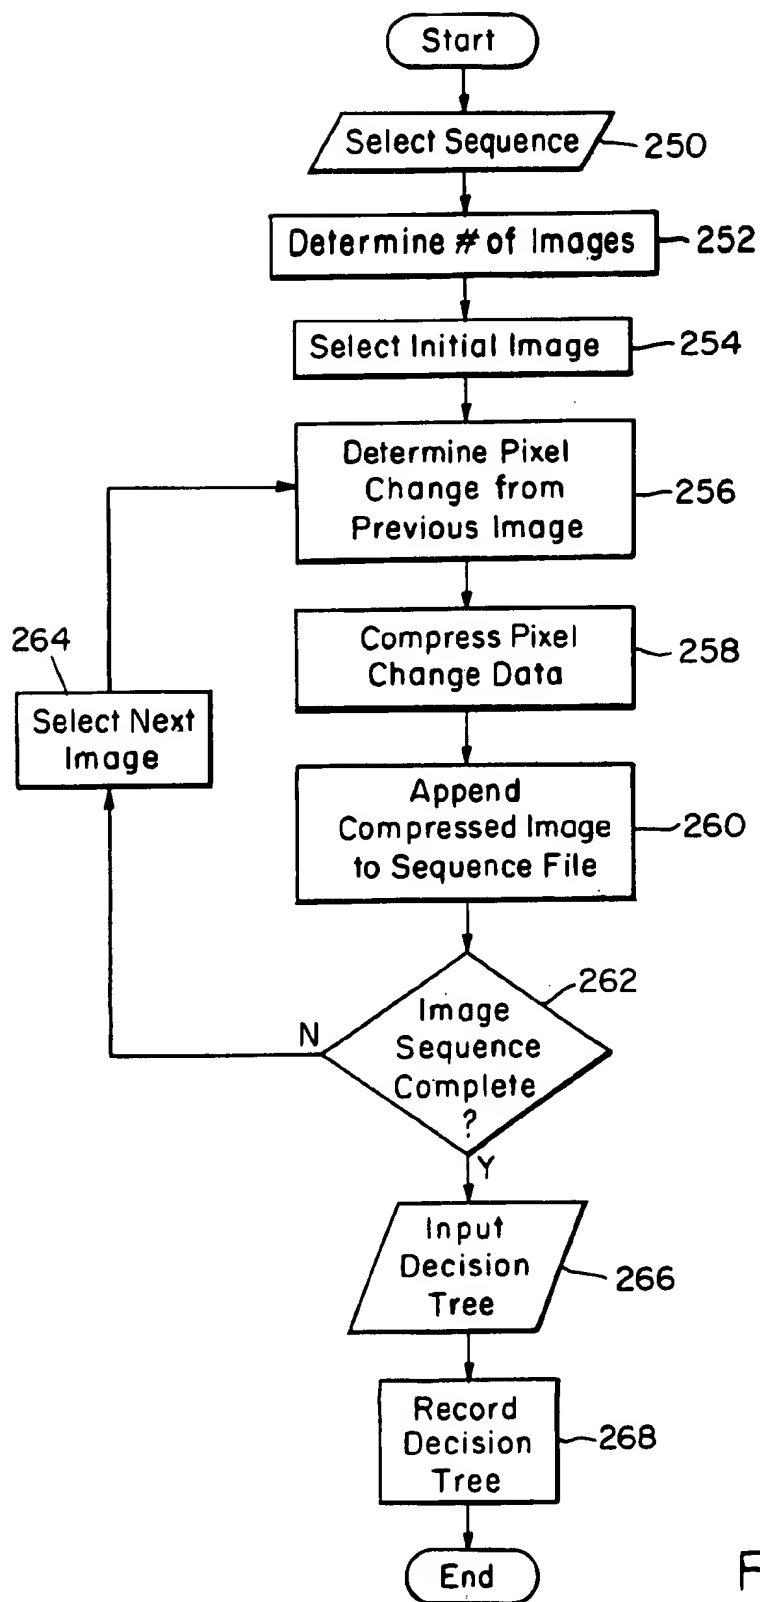 Start
Select Sequence
250
Determine # of Images
252
Select Initial Image
254
Determine Pixel
Change from
Previous Image
256
Compress Pixel
Change Data
258
264
Select Next
Image
Append
Compressed Image
to Sequence File
260
262
Image
Sequence
Complete
?
N
Y
Input
Decision
Tree
266
Record
Decision
Tree
268
End
F